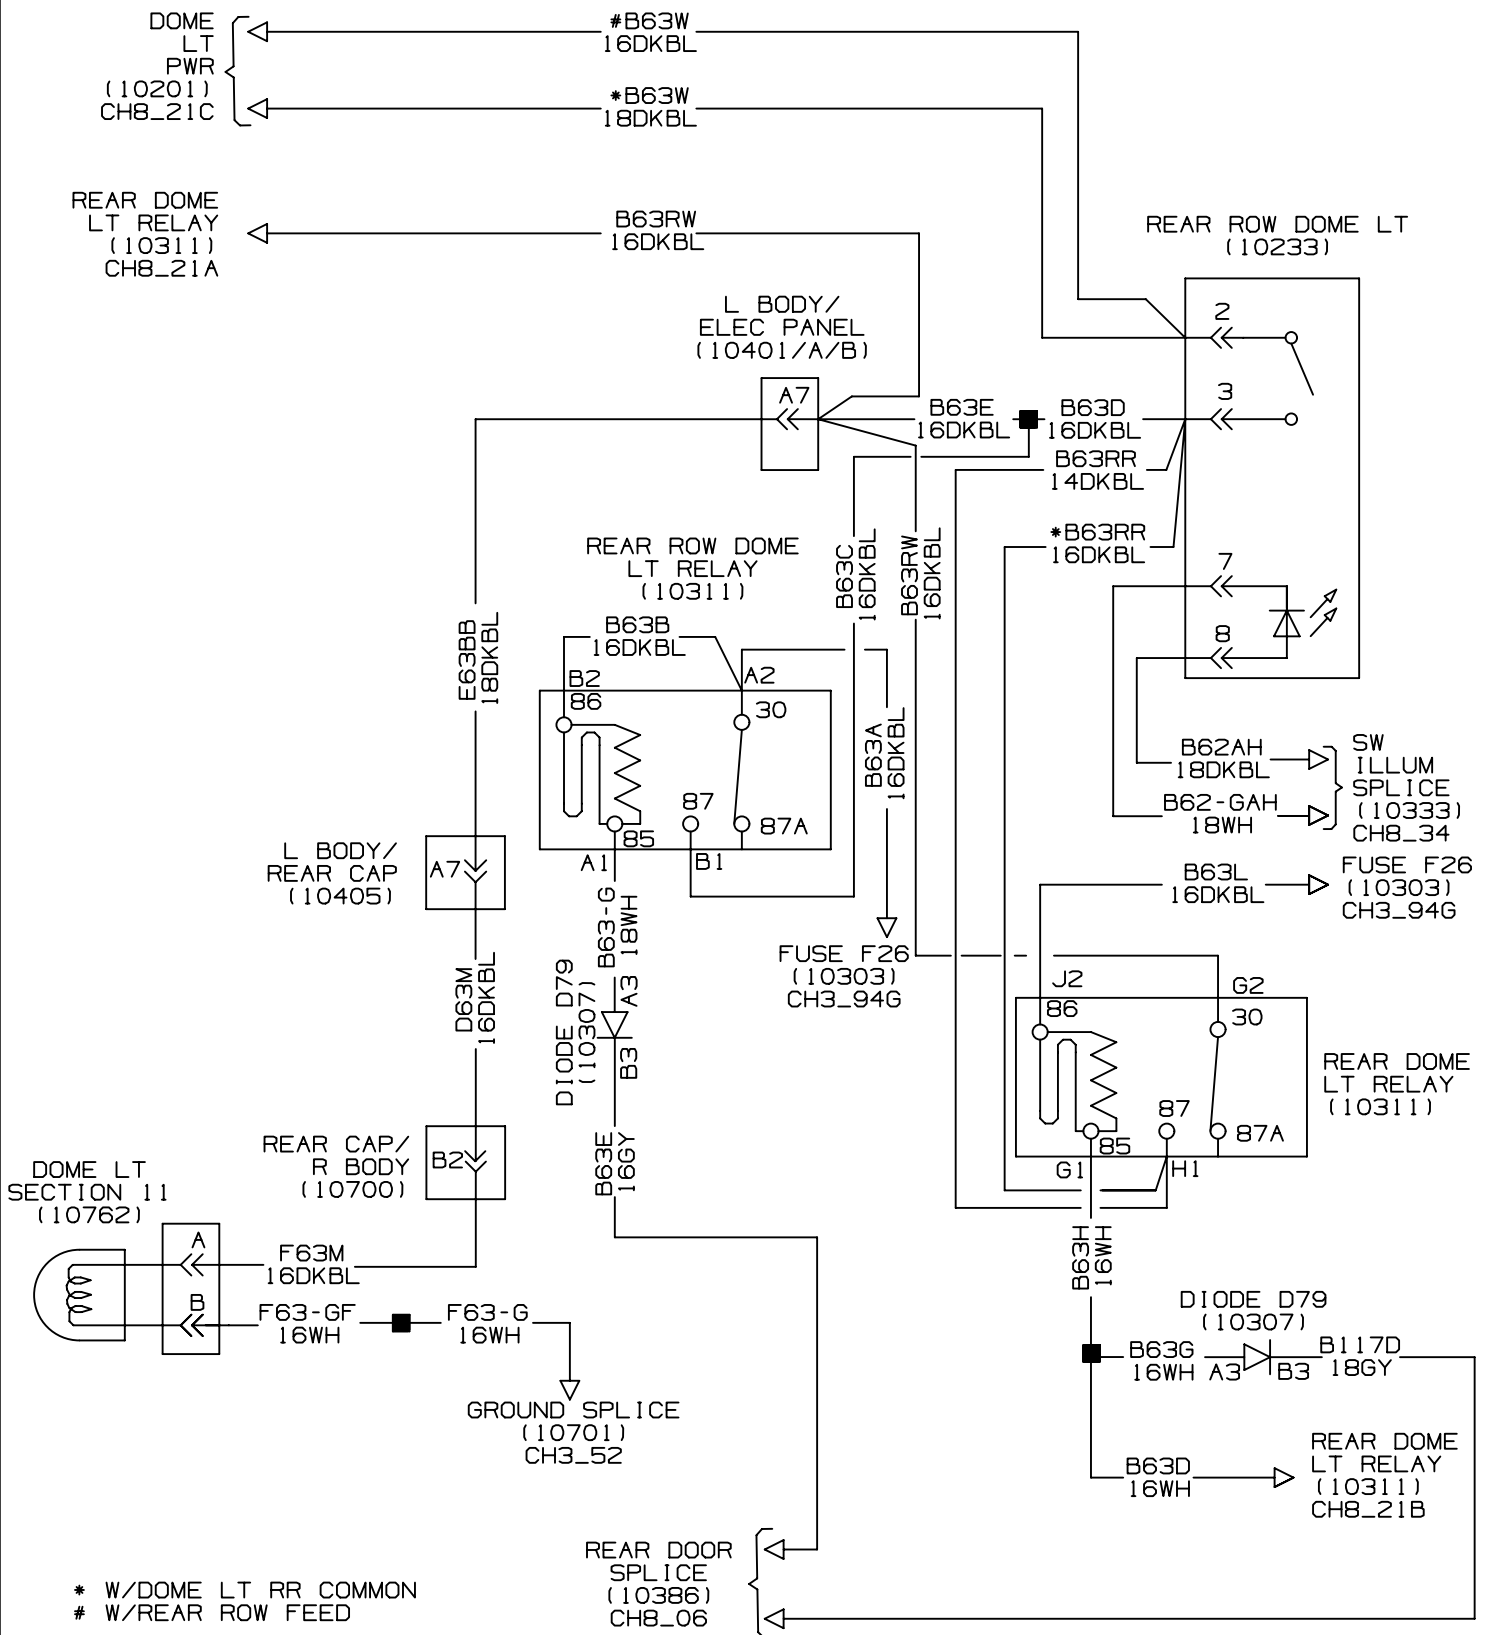 DOME
LT
PWR
(10201)
CH8_21C
#B63W
16DKBL
*B63W
18DKBL
REAR DOME
LT RELAY
(10311)
CH8_21A
B63RW
16DKBL
REAR ROW DOME LT
(10233)
2
3
7
8
L BODY/
ELEC PANEL
(10401/A/B)
A7
B63E
16DKBL
B63D
16DKBL
B63RR
14DKBL
*B63RR
16DKBL
B63C
16DKBL
B63RW
16DKBL
REAR ROW DOME
LT RELAY
(10311)
B63B
16DKBL
B2
A2
86
30
87
87A
85
A1
B1
E63BB
18DKBL
B63A
16DKBL
B62AH
18DKBL
B62-GAH
18WH
SW
ILLUM
SPLICE
(10333)
CH8_34
L BODY/
REAR CAP
(10405)
A7
B63L
16DKBL
FUSE F26
(10303)
CH3_94G
B63-G
18WH
FUSE F26
(10303)
CH3_94G
D63M
16DKBL
DIODE D79
(10307)
A3
B3
J2
G2
86
30
87
87A
85
G1
H1
REAR DOME
LT RELAY
(10311)
REAR CAP/
R BODY
(10700)
B2
B63E
16GY
DOME LT
SECTION 11
(10762)
A
B
F63M
16DKBL
F63-GF
16WH
F63-G
16WH
GROUND SPLICE
(10701)
CH3_52
B63H
16WH
DIODE D79
(10307)
B63G
16WH
A3
B3
B117D
18GY
B63D
16WH
REAR DOME
LT RELAY
(10311)
CH8_21B
REAR DOOR
SPLICE
(10386)
CH8_06
* W/DOME LT RR COMMON
# W/REAR ROW FEED